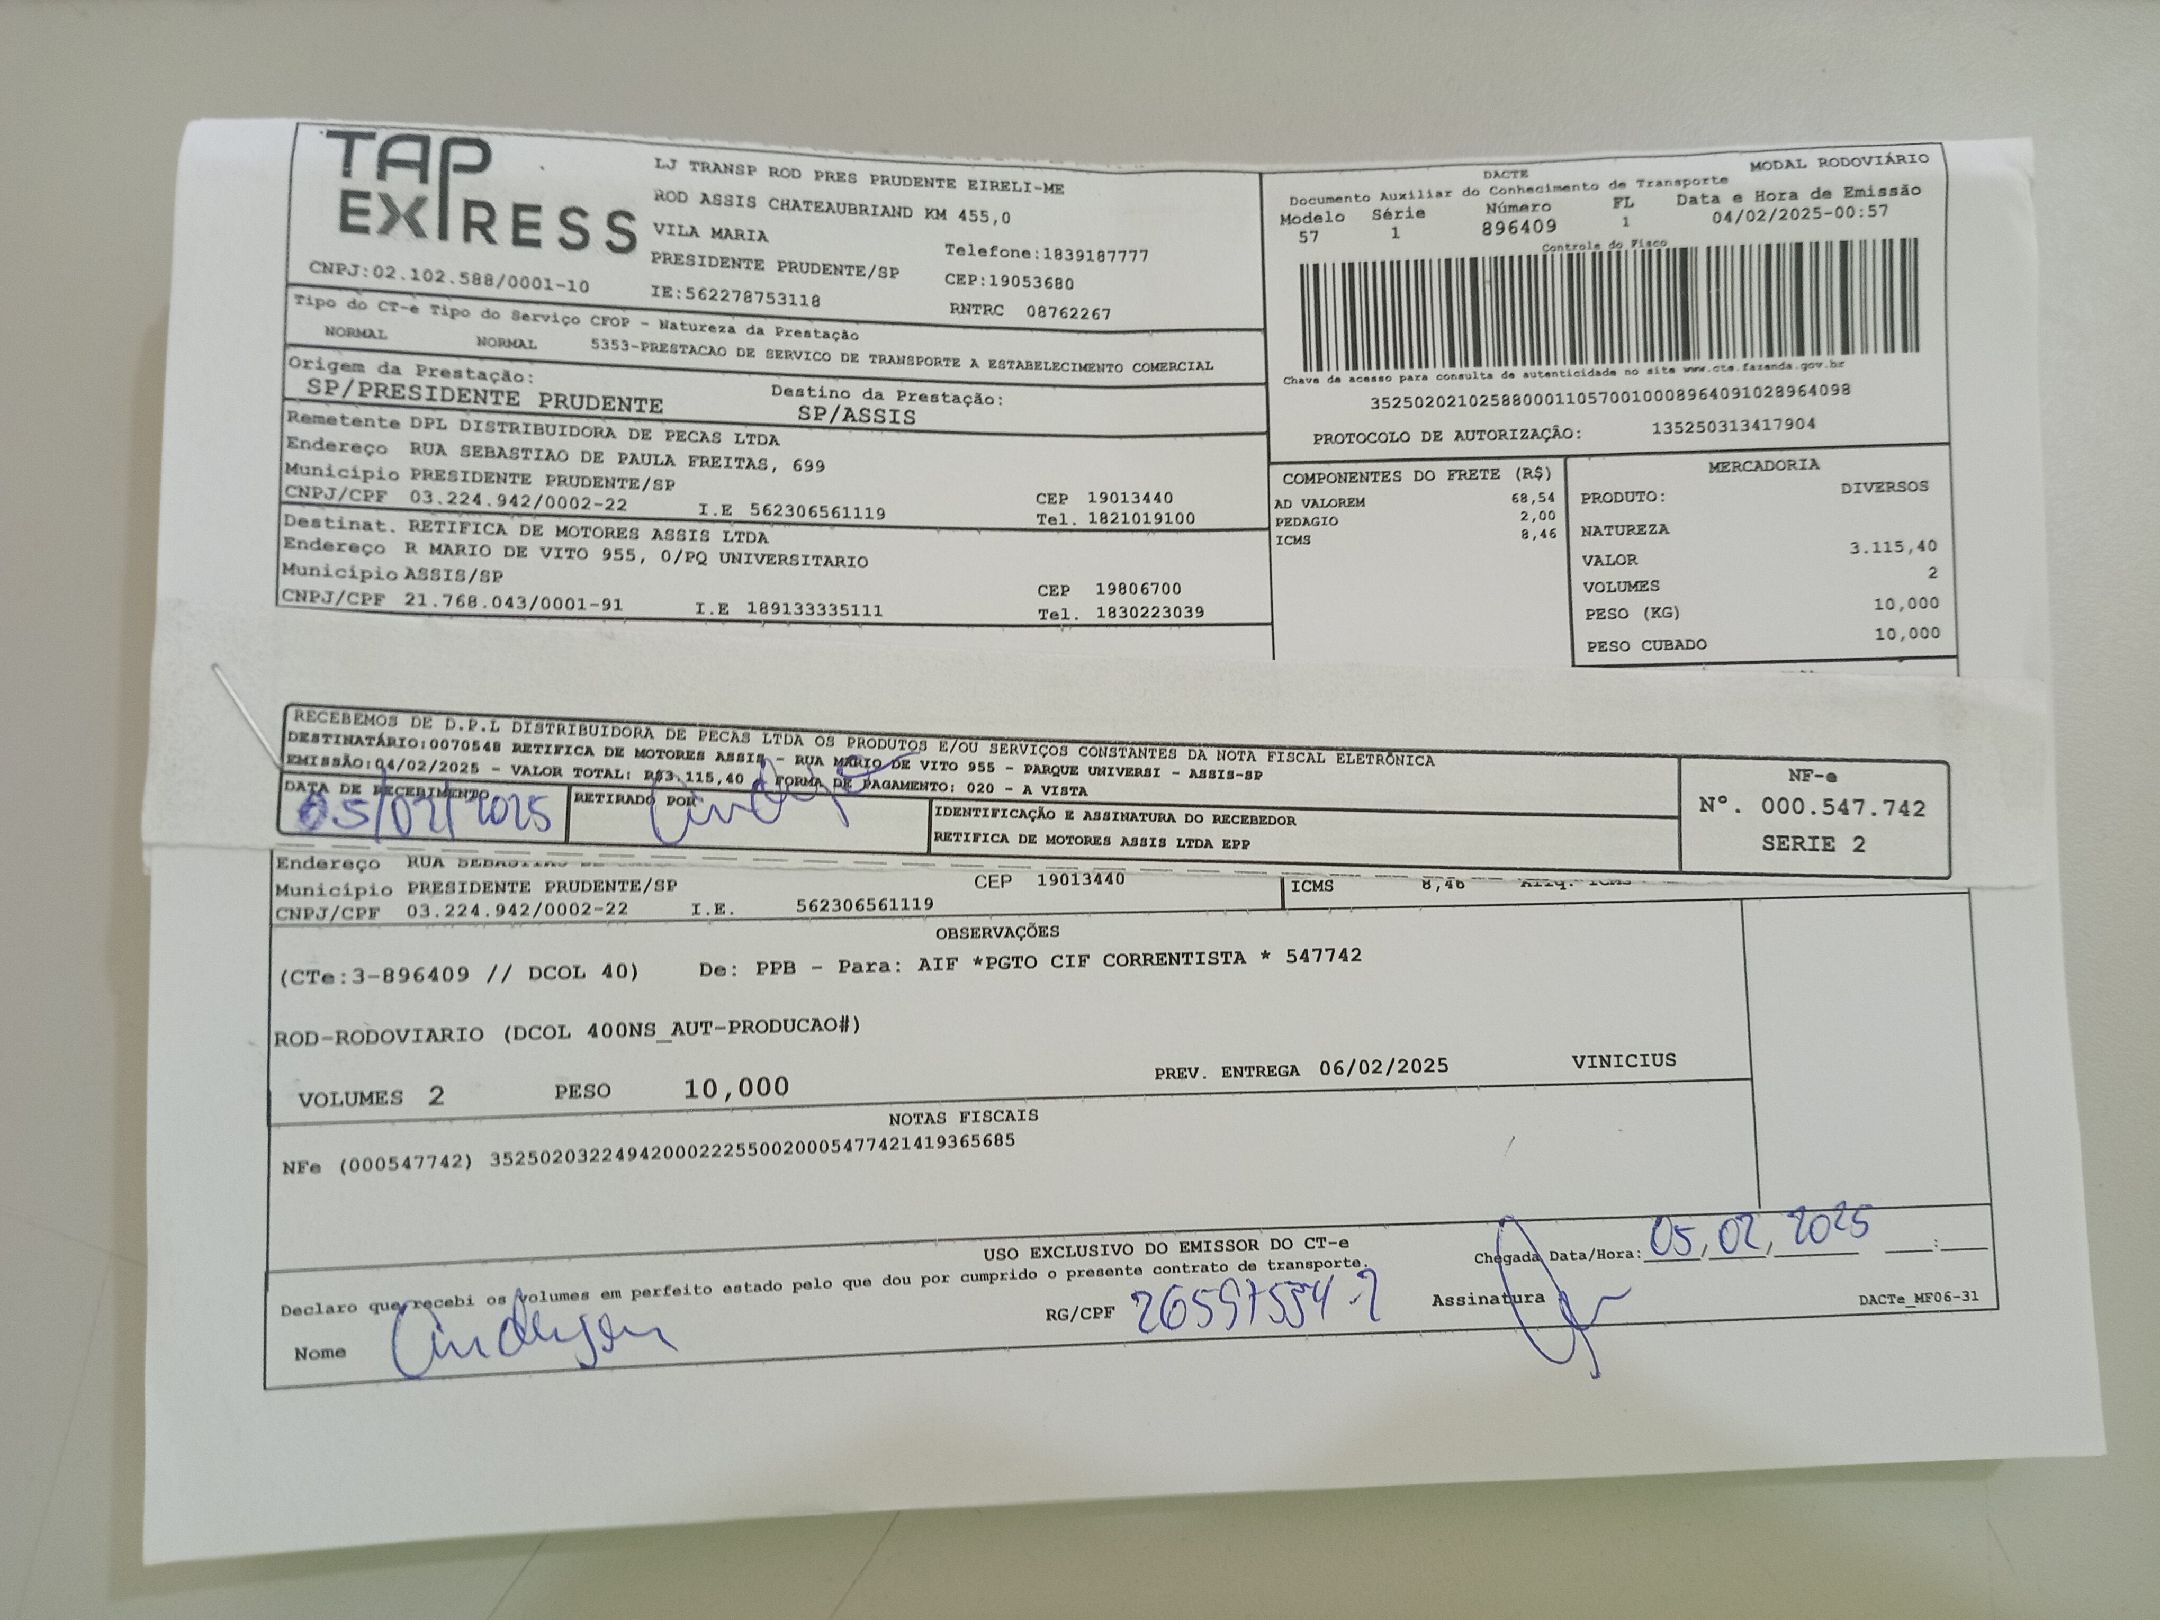 TAP EXPRESS
CNPJ:02.102.588/0001-10
LJ TRANSP ROD PRES PRUDENTE EIRELI-ME
ROD ASSIS CHATEAUBRIAND KM 455,0
VILA MARIA
Telefone:1839187777
PRESIDENTE PRUDENTE/SP
CEP:19053680
IE:562278753118
RNTRC 08762267
DACTE
MODAL RODOVIÁRIO
Documento Auxiliar do Conhecimento de Transporte
Modelo Série Número FL Data e Hora de Emissão
57 1 896409 1 04/02/2025-00:57
Controle do Fisco
Chave de acesso para consulta de autenticidade no site www.cte.fazenda.gov.br
35250202102588000110570010008964091028964098
PROTOCOLO DE AUTORIZAÇÃO: 135250313417904
Tipo do CT-e Tipo do Serviço CFOP - Natureza da Prestação
NORMAL NORMAL 5353-PRESTACAO DE SERVICO DE TRANSPORTE A ESTABELECIMENTO COMERCIAL
Origem da Prestação: Destino da Prestação:
SP/PRESIDENTE PRUDENTE SP/ASSIS
Remetente DPL DISTRIBUIDORA DE PECAS LTDA
Endereço RUA SEBASTIAO DE PAULA FREITAS, 699
Município PRESIDENTE PRUDENTE/SP CEP 19013440
CNPJ/CPF 03.224.942/0002-22 I.E 562306561119 Tel. 1821019100
Destinat. RETIFICA DE MOTORES ASSIS LTDA
Endereço R MARIO DE VITO 955, 0/PQ UNIVERSITARIO
Município ASSIS/SP CEP 19806700
CNPJ/CPF 21.768.043/0001-91 I.E 189133335111 Tel. 1830223039
COMPONENTES DO FRETE (R$)
AD VALOREM 68,54
PEDAGIO 2,00
ICMS 8,46
MERCADORIA
PRODUTO: DIVERSOS
NATUREZA
VALOR 3.115,40
VOLUMES 2
PESO (KG) 10,000
PESO CUBADO 10,000
RECEBEMOS DE D.P.L DISTRIBUIDORA DE PECAS LTDA OS PRODUTOS E/OU SERVIÇOS CONSTANTES DA NOTA FISCAL ELETRÔNICA
DESTINATÁRIO:0070548 RETIFICA DE MOTORES ASSIS - RUA MARIO DE VITO 955 - PARQUE UNIVERSI - ASSIS-SP
EMISSÃO:04/02/2025 - VALOR TOTAL: R$3.115,40 - FORMA DE PAGAMENTO: 020 - A VISTA
DATA DE RECEBIMENTO RETIRADO POR IDENTIFICAÇÃO E ASSINATURA DO RECEBEDOR
05/02/2025
RETIFICA DE MOTORES ASSIS LTDA EPP
NF-e
Nº. 000.547.742
SERIE 2
Endereço RUA
Município PRESIDENTE PRUDENTE/SP CEP 19013440 ICMS 8,46
CNPJ/CPF 03.224.942/0002-22 I.E. 562306561119
OBSERVAÇÕES
(CTe:3-896409 // DCOL 40) De: PPB - Para: AIF *PGTO CIF CORRENTISTA * 547742
ROD-RODOVIARIO (DCOL 400NS_AUT-PRODUCAO#)
PREV. ENTREGA 06/02/2025 VINICIUS
VOLUMES 2 PESO 10,000
NOTAS FISCAIS
NFe (000547742) 35250203224942000222550020005477421419365685
USO EXCLUSIVO DO EMISSOR DO CT-e
Declaro que recebi os volumes em perfeito estado pelo que dou por cumprido o presente contrato de transporte.
Chegada Data/Hora: 05/02/2025 :
Nome Anderson RG/CPF Assinatura
DACTe_MF06-31